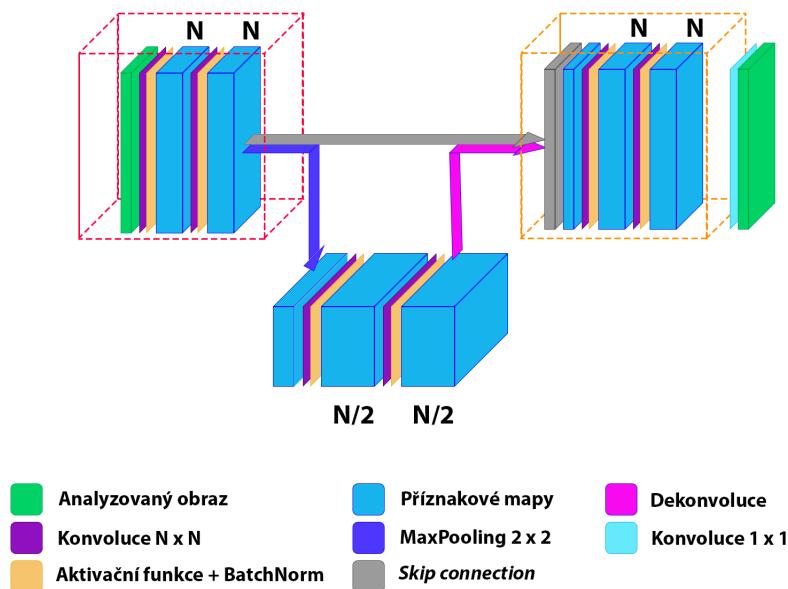 N N
N N
N/2 N/2
Analyzovaný obraz
Příznakové mapy
Dekonvoluce
Konvoluce N x N
MaxPooling 2 x 2
Konvoluce 1 x 1
Aktivační funkce + BatchNorm
Skip connection